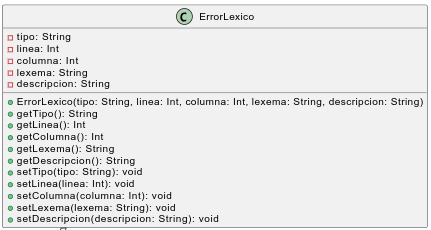 C ErrorLexico
tipo: String
linea: Int
columna: Int
lexema: String
descripcion: String
ErrorLexico(tipo: String, linea: Int, columna: Int, lexema: String, descripcion: String)
getTipo(): String
getLinea(): Int
getColumna(): Int
getLexema(): String
getDescripcion(): String
setTipo(tipo: String): void
setLinea(linea: Int): void
setColumna(columna: Int): void
setLexema(lexema: String): void
setDescripcion(descripcion: String): void